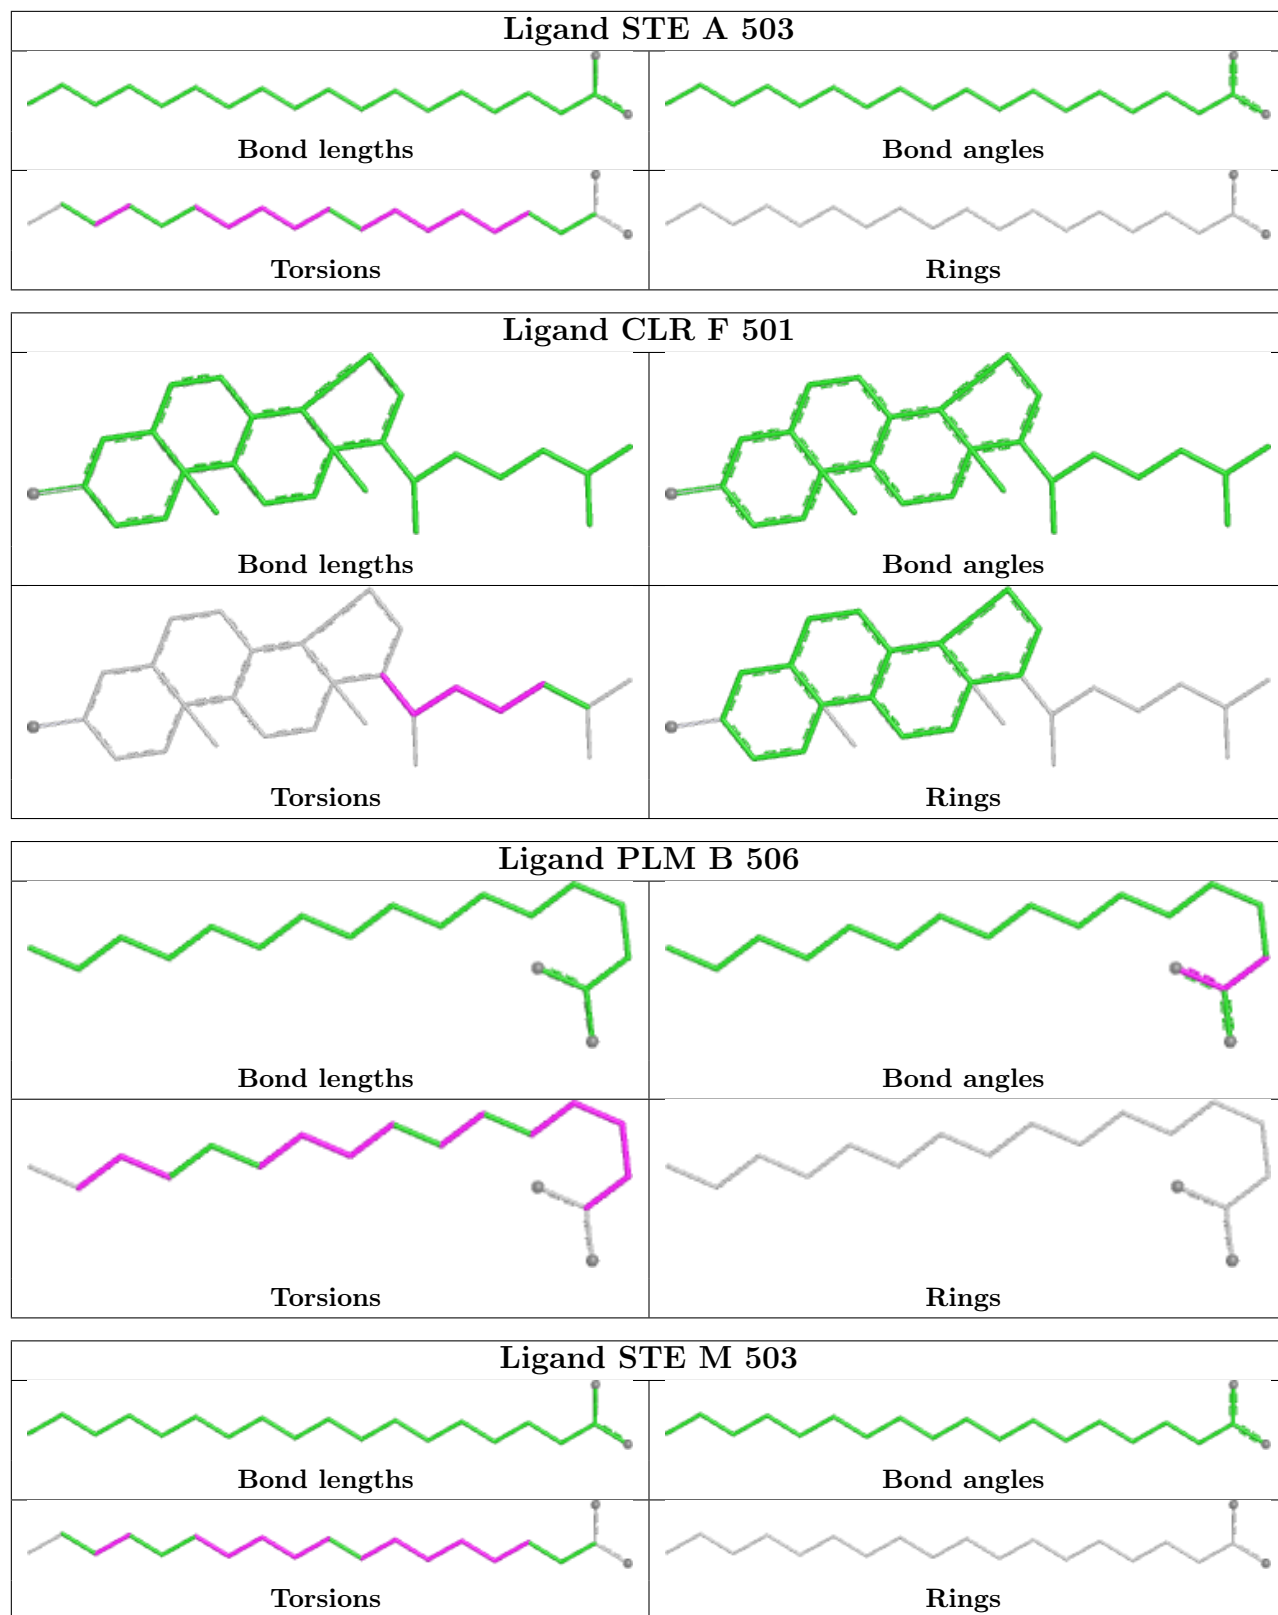 Ligand STE A 503
Bond lengths
Bond angles
Torsions
Rings
Ligand CLR F 501
Bond lengths
Bond angles
Torsions
Rings
Ligand PLM B 506
Bond lengths
Bond angles
Torsions
Rings
Ligand STE M 503
Bond lengths
Bond angles
Torsions
Rings